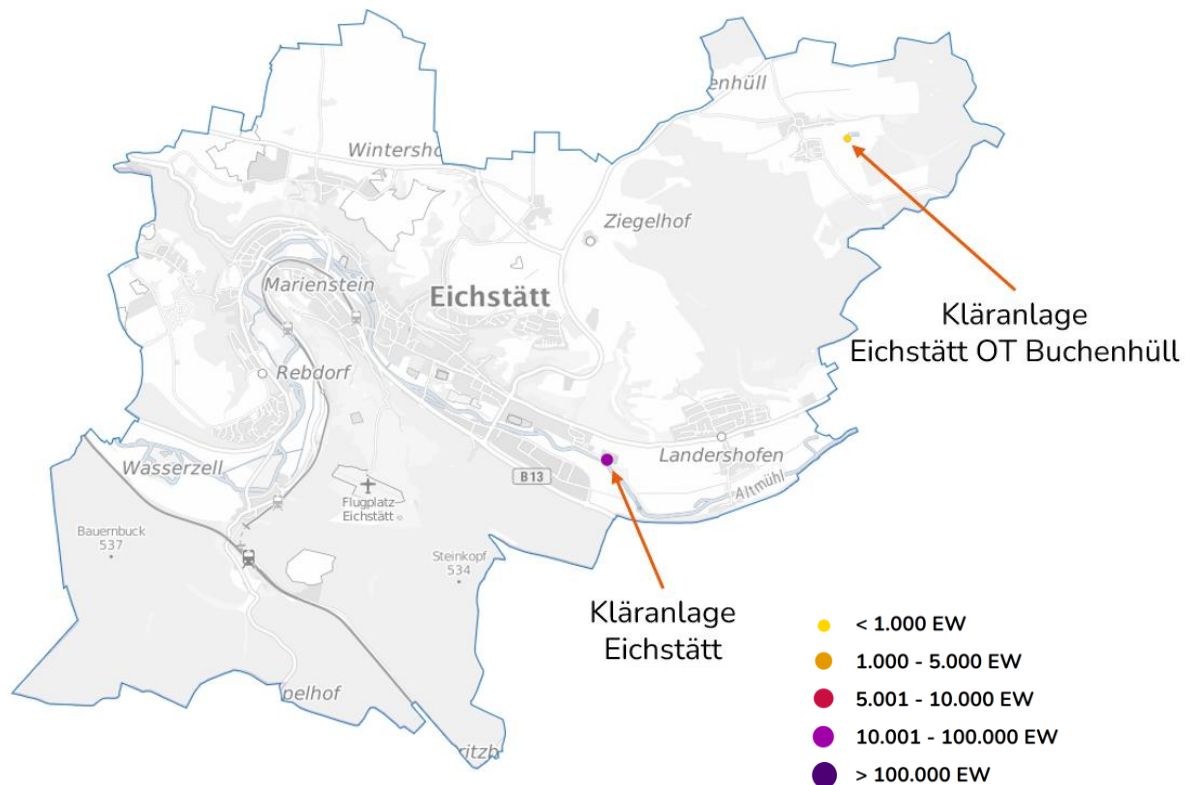 enhüll
Wintersho
Ziegelhof
Marienstein
Eichstätt
Kläranlage
Eichstätt OT Buchenhüll
Rebdorf
Wasserzell
Landershofen
B 13
Altmühl
Flugplatz
Eichstätt
Bauernbuck
537
Steinkopf
534
Kläranlage
Eichstätt
pelhof
ritzb
< 1.000 EW
1.000 - 5.000 EW
5.001 - 10.000 EW
10.001 - 100.000 EW
> 100.000 EW